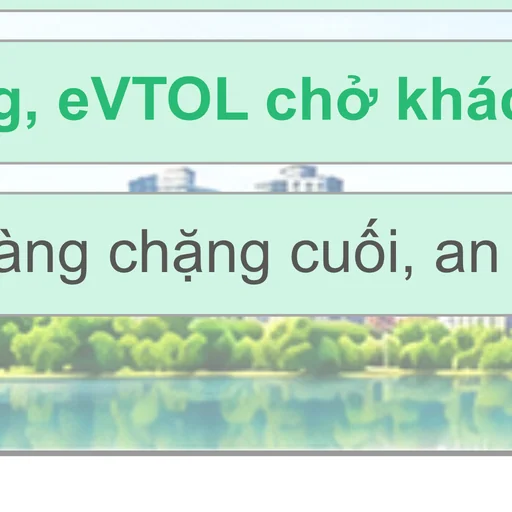 g, eVTOL chở khác
àng chặng cuối, an